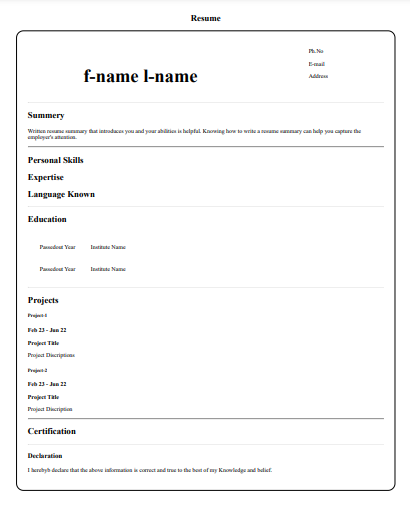 Resume
Ph.No
E-mail
Address
f-name l-name
Summery
Written resume summary that introduces you and your abilities is helpful. Knowing how to write a resume summary can help you capture the
employer's attention.
Personal Skills
Expertise
Language Known
Education
Passedout Year Institute Name
Passedout Year Institute Name
Projects
Project-1
Feb 23 - Jun 22
Project Title
Project Discriptions
Project-2
Feb 23 - Jun 22
Project Title
Project Discription
Certification
Declaration
I herebyh declare that the above information is correct and true to the best of my Knowledge and belief.